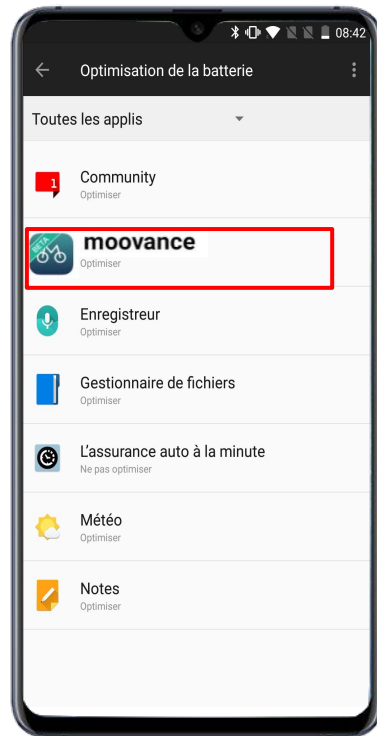 08:42
Optimisation de la batterie
Toutes les applis
1
Community
Optimiser
BETA
moovance
Optimiser
Enregistreur
Optimiser
Gestionnaire de fichiers
Optimiser
L'assurance auto à la minute
Ne pas optimiser
Météo
Optimiser
Notes
Optimiser